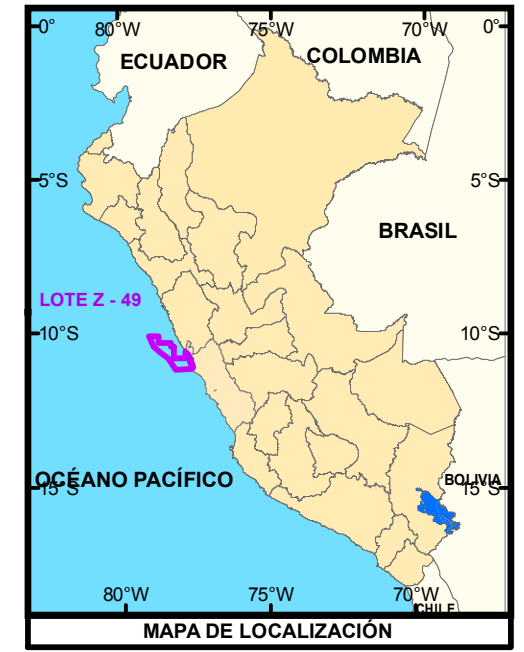 0° 80°W 75°W 70°W 0°
ECUADOR
COLOMBIA
5°S 5°S
BRASIL
LOTE Z - 49
10°S 10°S
OCÉANO PACÍFICO
BOLIVIA
15°S 15°S
80°W 75°W 70°W
CHILE
MAPA DE LOCALIZACIÓN